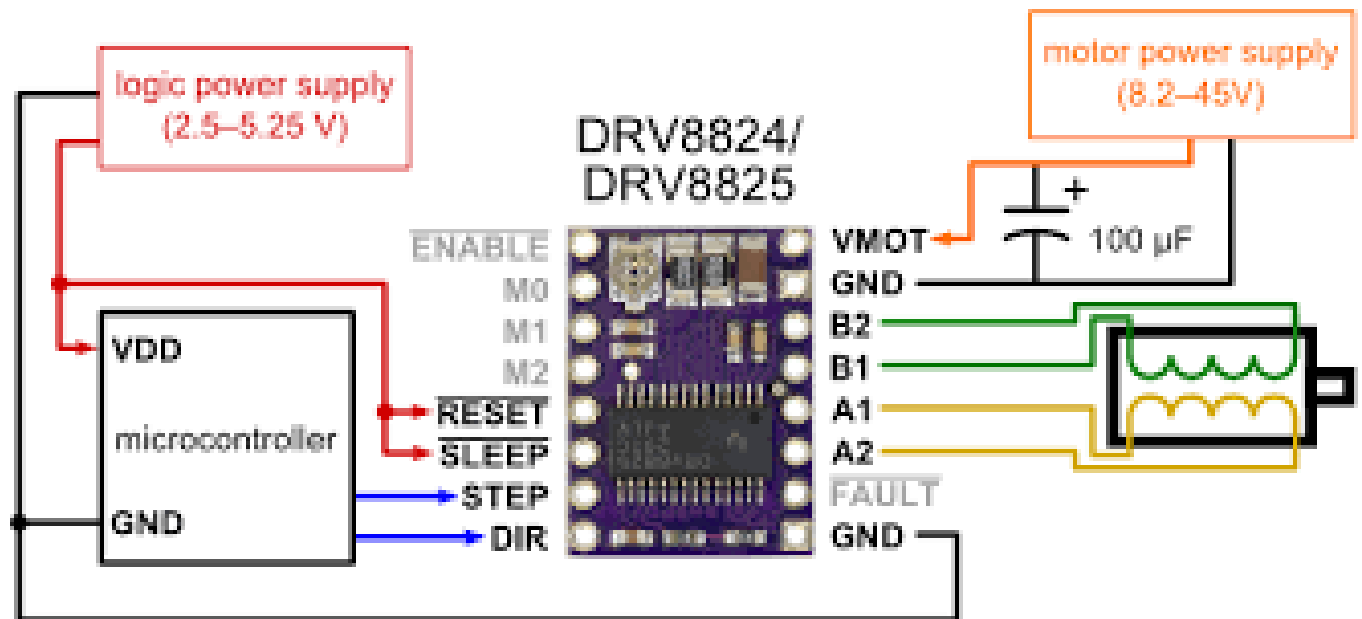 logic power supply
(2.5–5.25 V)
motor power supply
(8.2–45V)
DRV8824/
DRV8825
+
100 µF
ENABLE
M0
M1
M2
RESET
SLEEP
STEP
DIR
VMOT
GND
B2
B1
A1
A2
FAULT
GND
VDD
microcontroller
GND